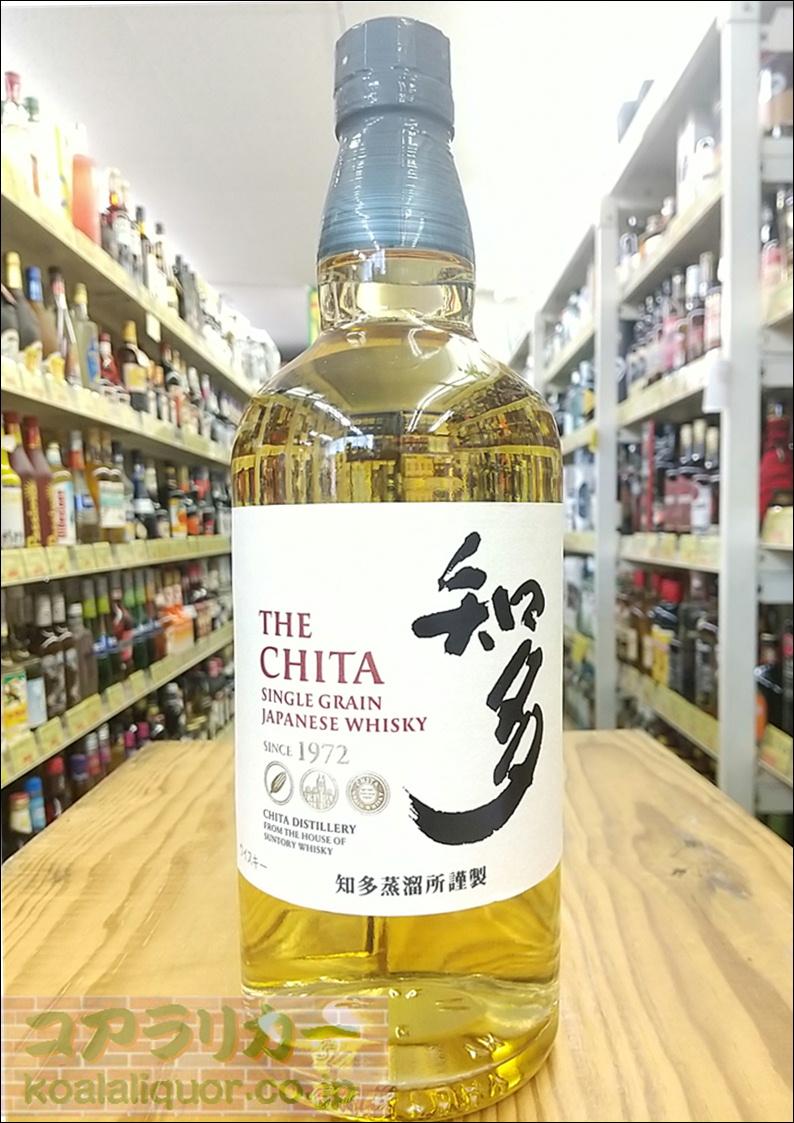 知多
THE
CHITA
SINGLE GRAIN
JAPANESE WHISKY
SINCE 1972
CHITA DISTILLERY
FROM THE HOUSE OF
SUNTORY WHISKY
ウイスキー
知多蒸溜所謹製
コアラリカー
koalaliquor.co.jp